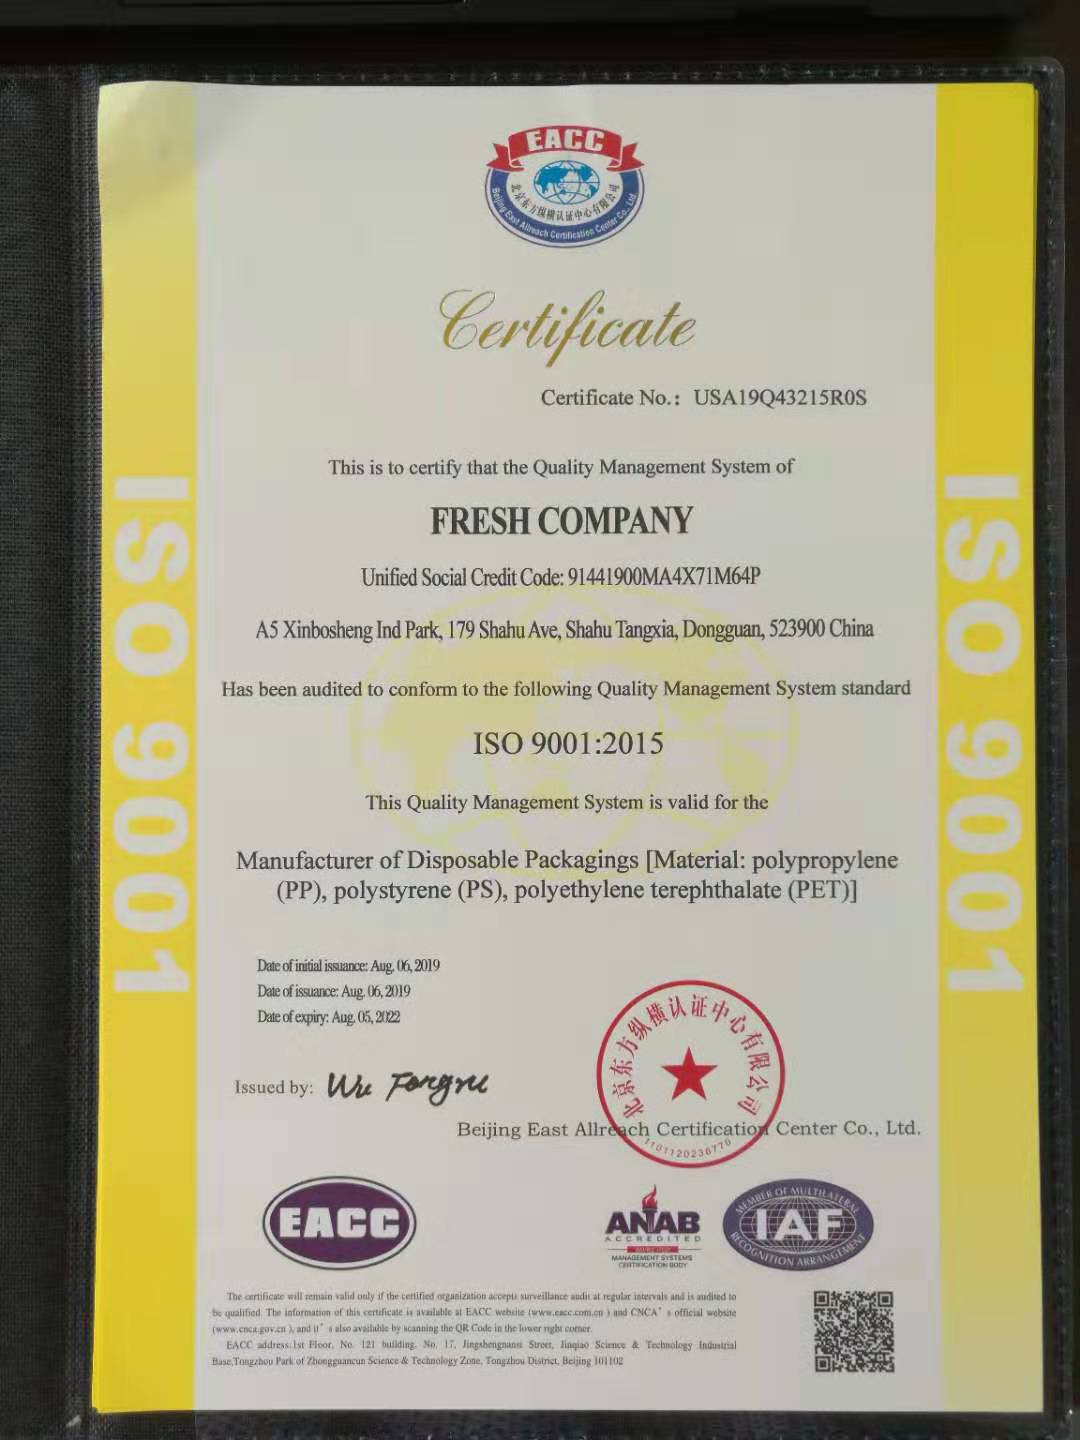 EACC
北京东方纵横认证中心有限公司
Beijing East Allreach Certification Center Co., Ltd.
Certificate
Certificate No.: USA19Q43215R0S
This is to certify that the Quality Management System of
FRESH COMPANY
Unified Social Credit Code: 91441900MA4X71M64P
A5 Xinbosheng Ind Park, 179 Shahu Ave, Shahu Tangxia, Dongguan, 523900 China
Has been audited to conform to the following Quality Management System standard
ISO 9001:2015
This Quality Management System is valid for the
Manufacturer of Disposable Packagings [Material: polypropylene
(PP), polystyrene (PS), polyethylene terephthalate (PET)]
ISO 9001
ISO 9001
Date of initial issuance: Aug. 06, 2019
Date of issuance: Aug. 06, 2019
Date of expiry: Aug. 05, 2022
Issued by: Wu Fongru
北京东方纵横认证中心有限公司
1101120236770
Beijing East Allreach Certification Center Co., Ltd.
EACC
ANAB
ACCREDITED
MANAGEMENT SYSTEMS
CERTIFICATION BODY
MEMBER OF MULTILATERAL
IAF
RECOGNITION ARRANGEMENT
The certificate will remain valid only if the certified organization accepts surveillance audit at regular intervals and is audited to
be qualified. The information of this certificate is available at EACC website (www.eacc.com.cn ) and CNCA's official website
(www.cnca.gov.cn ), and it's also available by scanning the QR Code in the lower right corner.
EACC address:1st Floor, No. 121 building, No. 17, Jingshengnansi Street, Jinqiao Science & Technology Industrial
Base,Tongzhou Park of Zhongguancun Science & Technology Zone, Tongzhou District, Beijing 101102